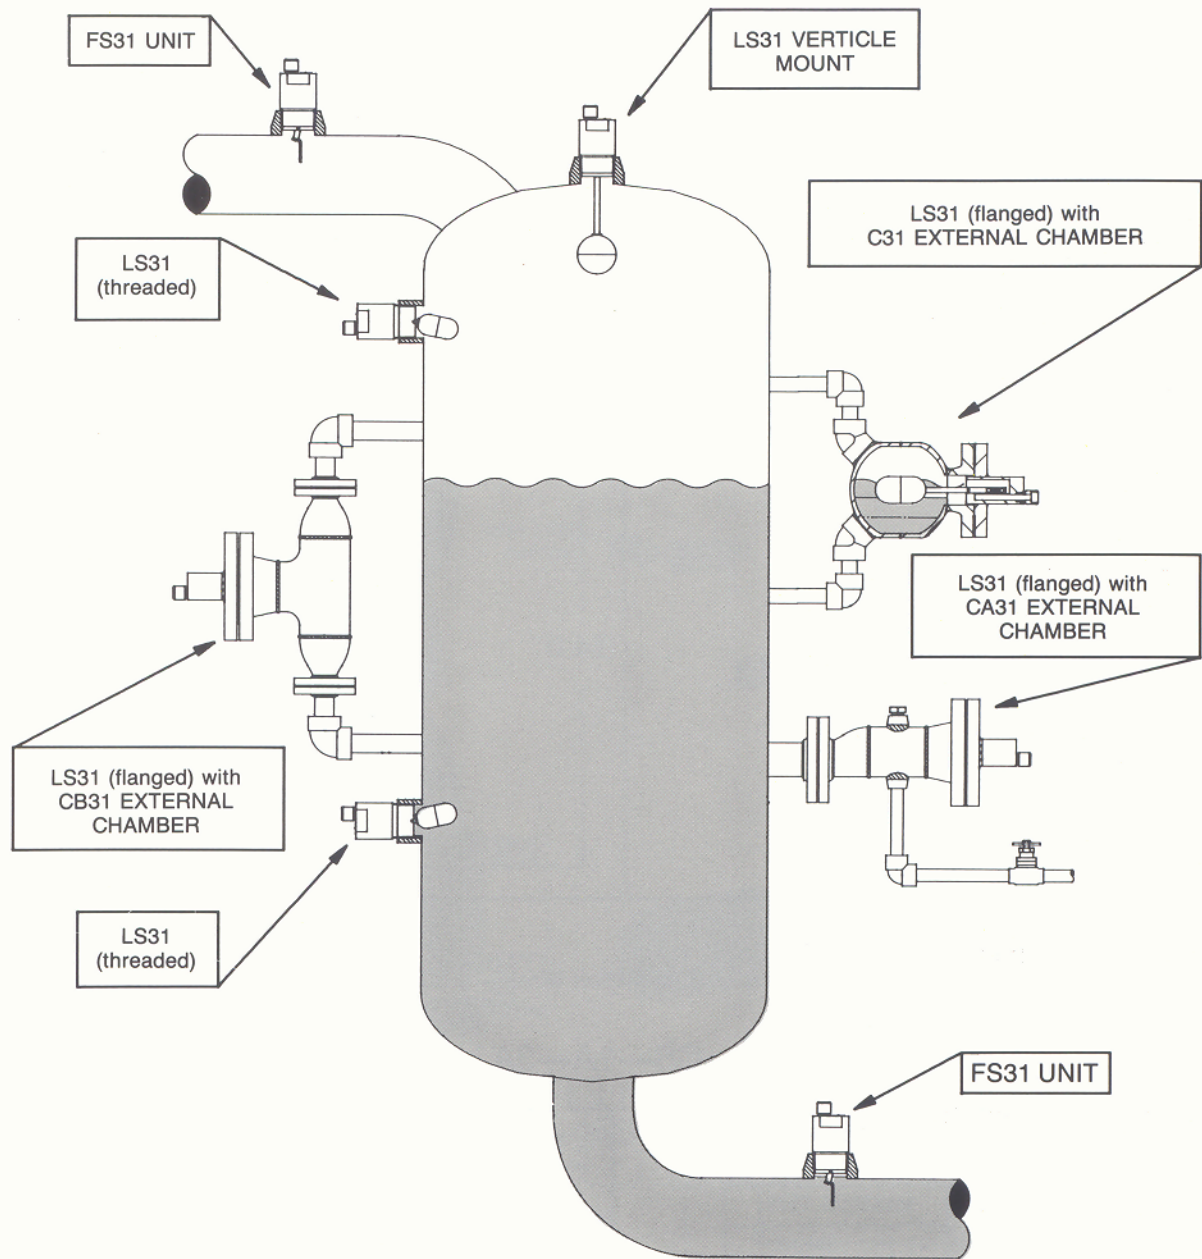 FS31 UNIT
LS31 VERTICLE
MOUNT
LS31 (flanged) with
C31 EXTERNAL CHAMBER
LS31
(threaded)
LS31 (flanged) with
CA31 EXTERNAL
CHAMBER
LS31 (flanged) with
CB31 EXTERNAL
CHAMBER
LS31
(threaded)
FS31 UNIT